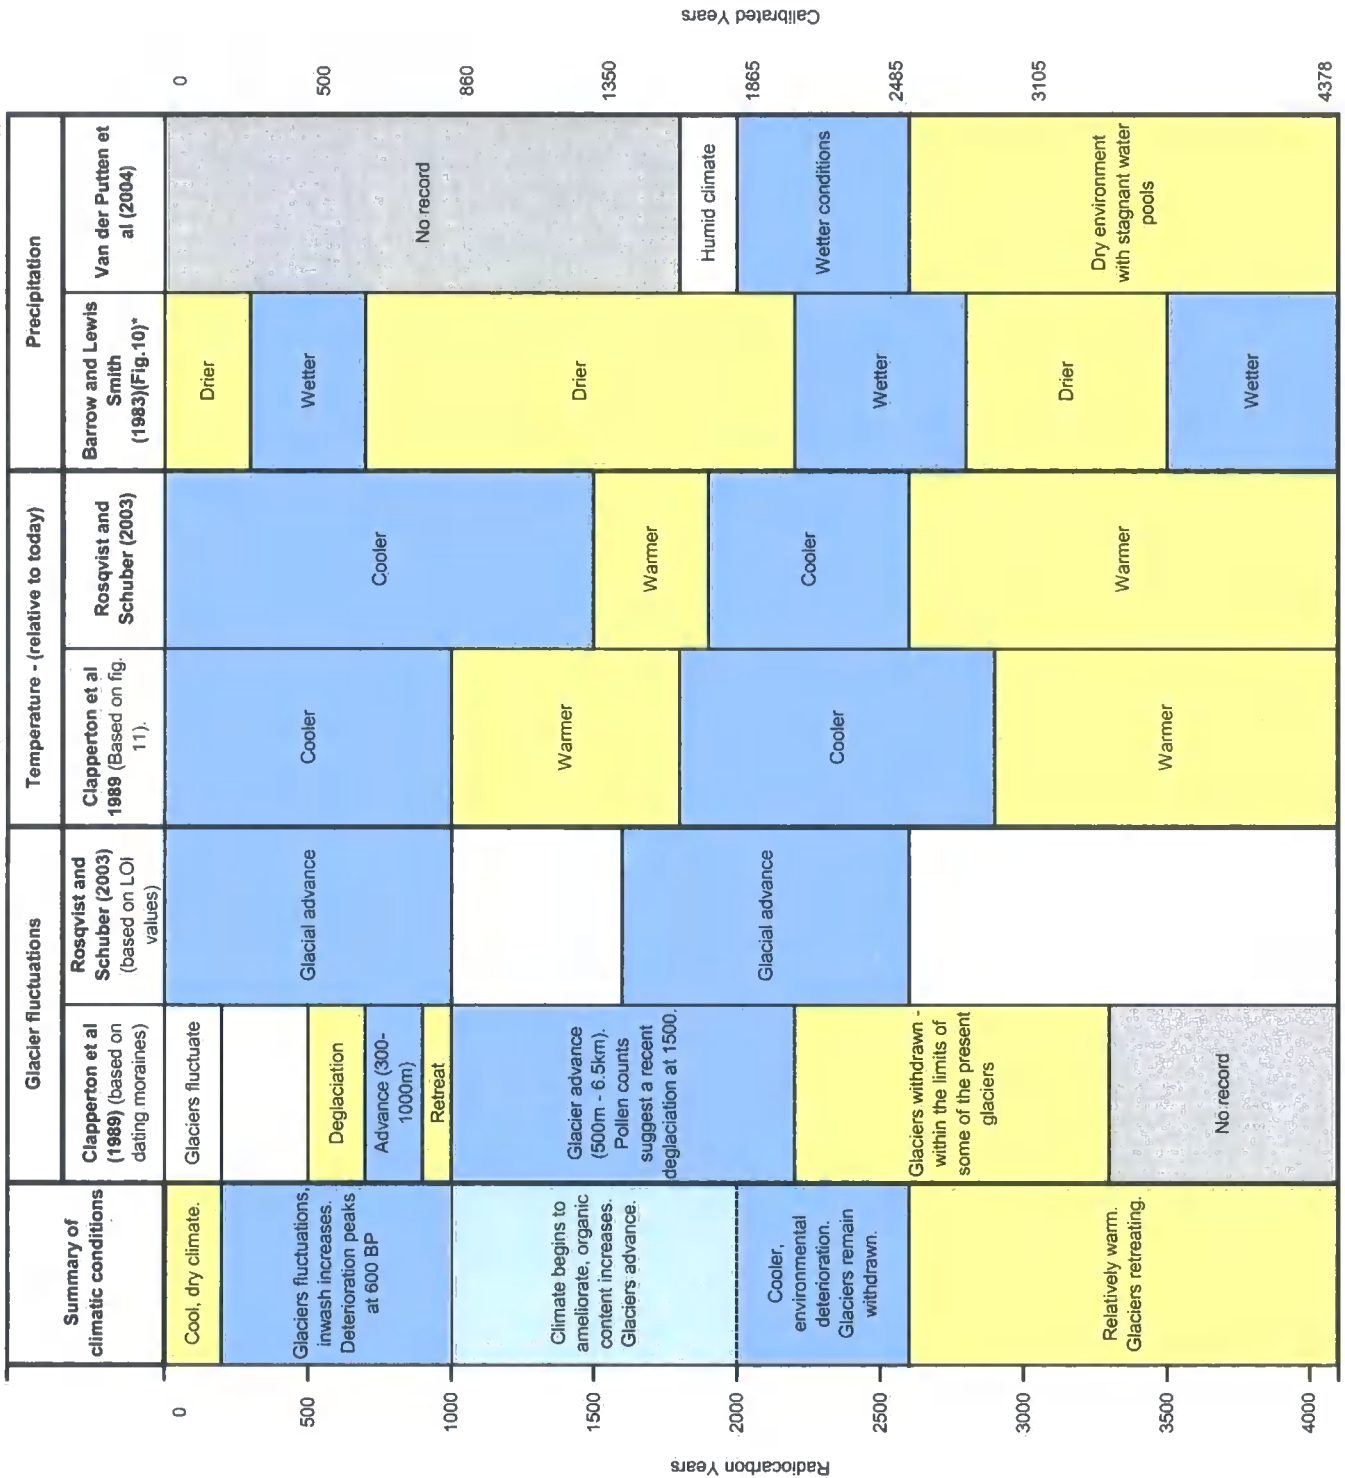 Radiocarbon Years
0
500
1000
1500
2000
2500
3000
3500
4000
Summary of
climatic conditions
Cool, dry climate.
Glaciers fluctuations,
inwash increases.
Deterioration peaks
at 600 BP
Climate begins to
ameliorate, organic
content increases.
Glaciers advance.
Cooler,
environmental
deterioration.
Glaciers remain
withdrawn.
Relatively warm.
Glaciers retreating.
Glacier fluctuations
Clapperton et al
(1989) (based on
dating moraines)
Glaciers fluctuate
Deglaciation
Advance (300-
1000m)
Retreat
Glacier advance
(500m - 6.5km).
Pollen counts
suggest a recent
deglaciation at 1500.
Glaciers withdrawn -
within the limits of
some of the present
glaciers
No record
Rosqvist and
Schuber (2003)
(based on LOI
values)
Glacial advance
Glacial advance
Temperature - (relative to today)
Clapperton et al
1989 (Based on fig.
11).
Cooler
Warmer
Cooler
Warmer
Rosqvist and
Schuber (2003)
Cooler
Warmer
Cooler
Warmer
Precipitation
Barrow and Lewis
Smith
(1983)(Fig.10)*
Drier
Wetter
Drier
Wetter
Drier
Wetter
Van der Putten et
al (2004)
No record
Humid climate
Wetter conditions
Dry environment
with stagnant water
pools
0
500
860
1350
1865
2485
3105
4378
Calibrated Years